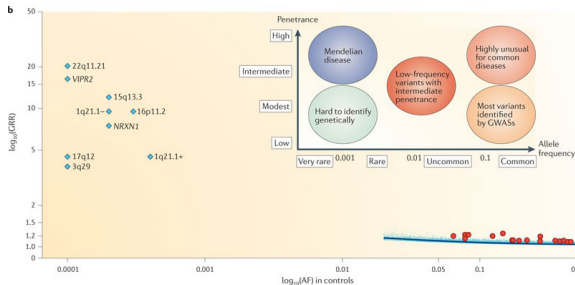 b
50
20
15
10
5
2
1.5
1.2
1.0
0
log10(GRR)
22q11.21
VIPR2
15q13.3
1q21.1–
16p11.2
NRXN1
17q12
1q21.1+
3q29
Penetrance
High
Intermediate
Modest
Low
Mendelian
disease
Highly unusual
for common
diseases
Low-frequency
variants with
intermediate
penetrance
Hard to identify
genetically
Most variants
identified
by GWASs
Allele
frequency
Very rare
0.001
Rare
0.01
Uncommon
0.1
Common
0.0001
0.001
0.01
0.05
0.1
log10(AF) in controls